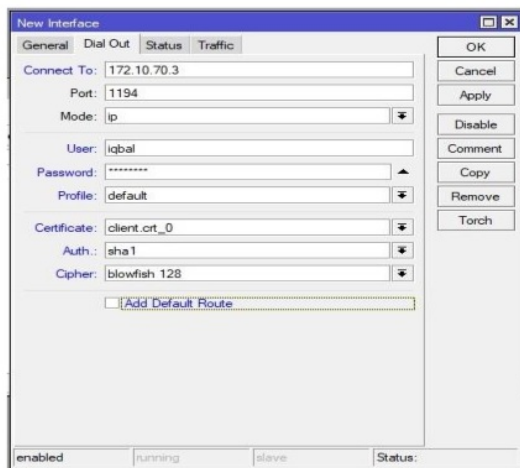 New Interface
General Dial Out Status Traffic
OK
Cancel
Apply
Disable
Comment
Copy
Remove
Torch
Connect To: 172.10.70.3
Port: 1194
Mode: ip
User: iqbal
Password: ********
Profile: default
Certificate: client.crt_0
Auth.: sha1
Cipher: blowfish 128
Add Default Route
enabled running slave Status: